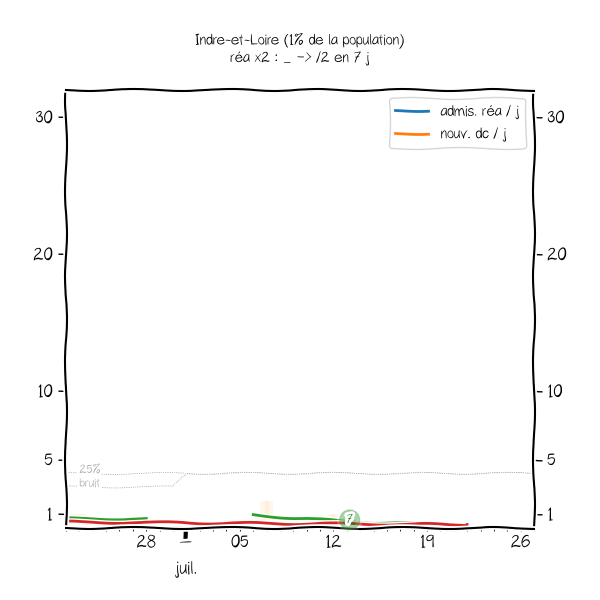 Indre-et-Loire (1% de la population)
réa x2 : _ -> /2 en 7 j
admis. réa / j
nouv. dc / j
30
30
20
20
10
10
5
5
25%
bruit
1
1
7
28
05
12
19
26
juil.